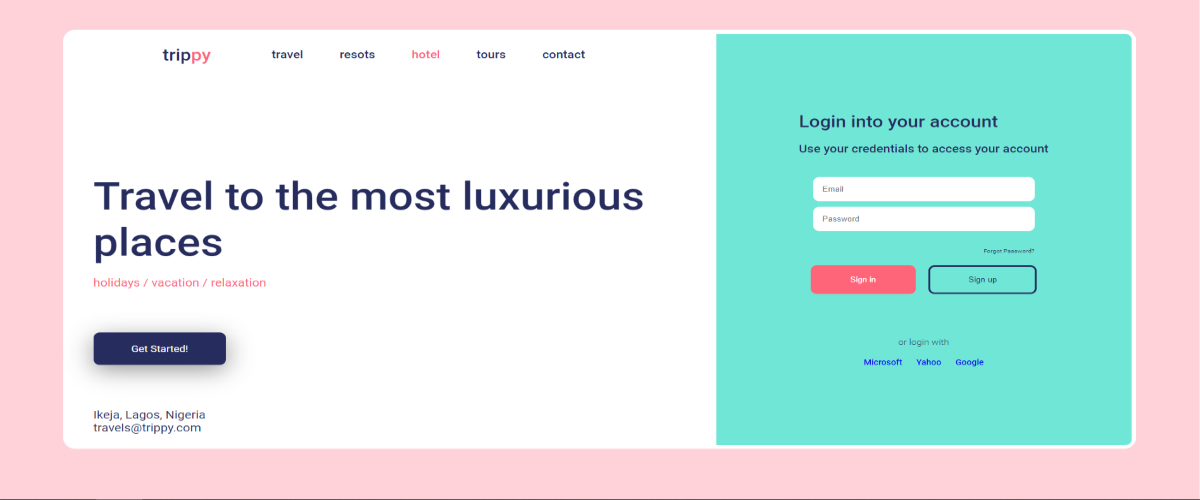 trippy travel resots hotel tours contact
Travel to the most luxurious
places
holidays / vacation / relaxation
Get Started!
Ikeja, Lagos, Nigeria
travels@trippy.com
Login into your account
Use your credentials to access your account
Email
Password
Forgot Password?
Sign in Sign up
or login with
Microsoft Yahoo Google